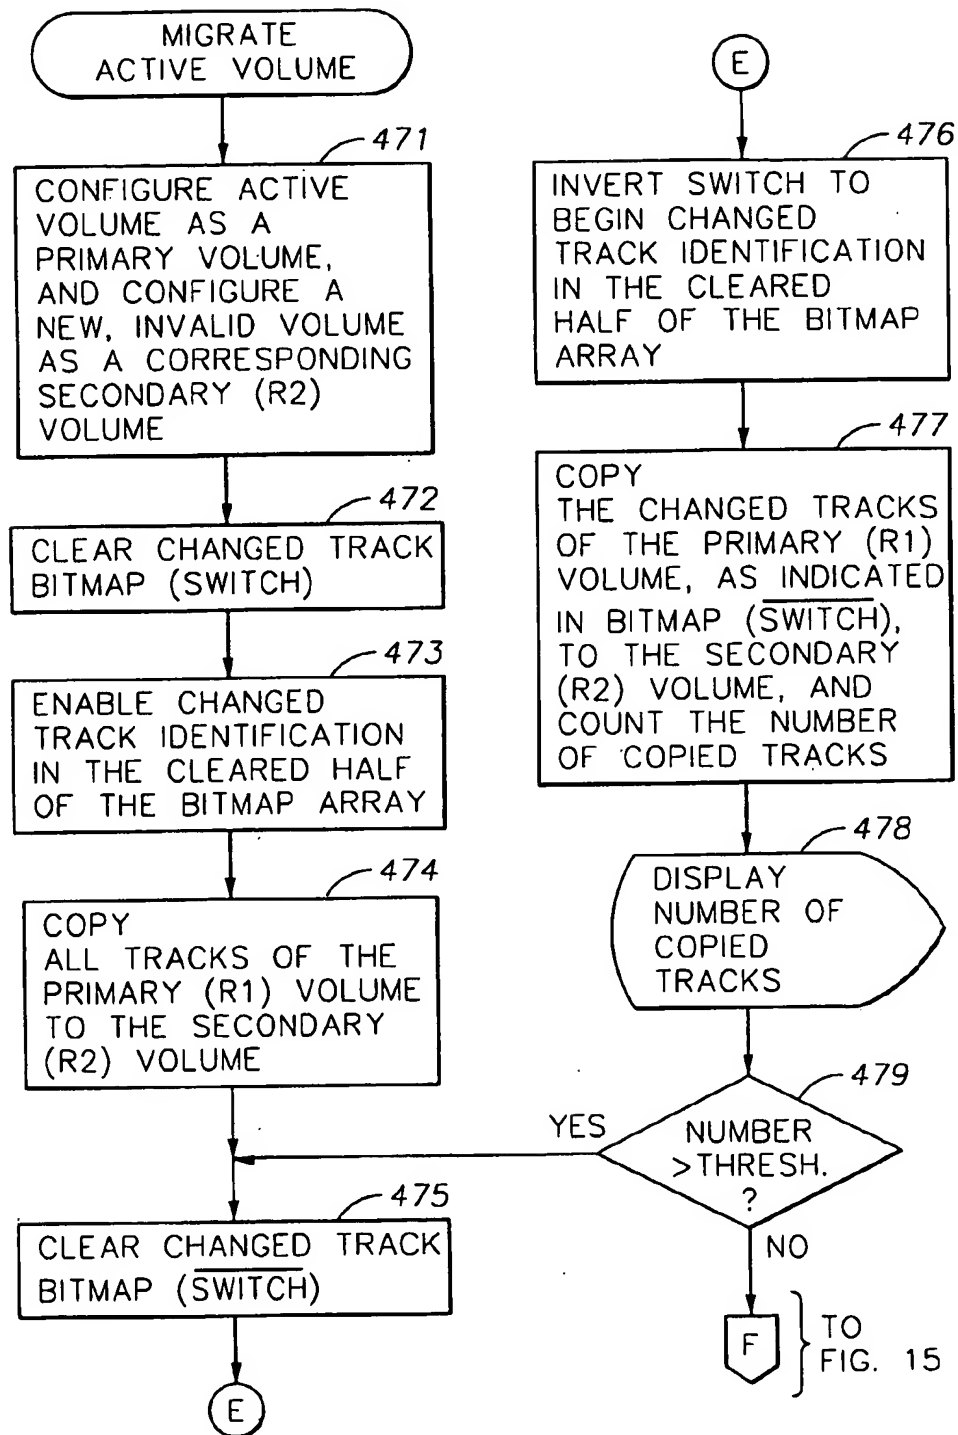 MIGRATE
ACTIVE VOLUME
471
CONFIGURE ACTIVE
VOLUME AS A
PRIMARY VOLUME,
AND CONFIGURE A
NEW, INVALID VOLUME
AS A CORRESPONDING
SECONDARY (R2)
VOLUME
472
CLEAR CHANGED TRACK
BITMAP (SWITCH)
473
ENABLE CHANGED
TRACK IDENTIFICATION
IN THE CLEARED HALF
OF THE BITMAP ARRAY
474
COPY
ALL TRACKS OF THE
PRIMARY (R1) VOLUME
TO THE SECONDARY
(R2) VOLUME
475
CLEAR CHANGED TRACK
BITMAP (S̅W̅I̅T̅C̅H̅)
E
E
476
INVERT SWITCH TO
BEGIN CHANGED
TRACK IDENTIFICATION
IN THE CLEARED
HALF OF THE BITMAP
ARRAY
477
COPY
THE CHANGED TRACKS
OF THE PRIMARY (R1)
VOLUME, AS INDICATED
IN BITMAP (S̅W̅I̅T̅C̅H̅),
TO THE SECONDARY
(R2) VOLUME, AND
COUNT THE NUMBER
OF COPIED TRACKS
478
DISPLAY
NUMBER OF
COPIED
TRACKS
479
NUMBER
>THRESH.
?
YES
NO
F
TO
FIG. 15